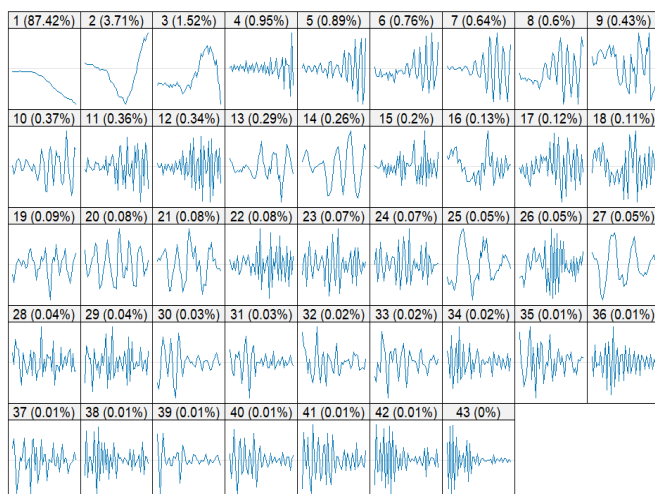 1 (87.42%) 2 (3.71%) 3 (1.52%) 4 (0.95%) 5 (0.89%) 6 (0.76%) 7 (0.64%) 8 (0.6%) 9 (0.43%)
10 (0.37%) 11 (0.36%) 12 (0.34%) 13 (0.29%) 14 (0.26%) 15 (0.2%) 16 (0.13%) 17 (0.12%) 18 (0.11%)
19 (0.09%) 20 (0.08%) 21 (0.08%) 22 (0.08%) 23 (0.07%) 24 (0.07%) 25 (0.05%) 26 (0.05%) 27 (0.05%)
28 (0.04%) 29 (0.04%) 30 (0.03%) 31 (0.03%) 32 (0.02%) 33 (0.02%) 34 (0.02%) 35 (0.01%) 36 (0.01%)
37 (0.01%) 38 (0.01%) 39 (0.01%) 40 (0.01%) 41 (0.01%) 42 (0.01%) 43 (0%)